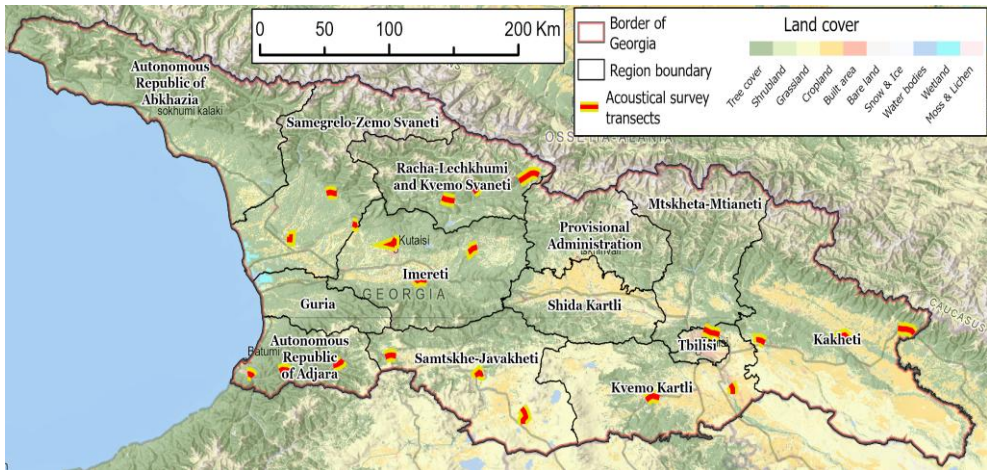 0 50 100 200 Km
Border of
Georgia
Region boundary
Acoustical survey
transects
Land cover
Tree cover
Shrubland
Grassland
Cropland
Built area
Bare land
Snow & Ice
Water bodies
Wetland
Moss & Lichen
Autonomous
Republic of
Abkhazia
sokhumi kalaki
Samegrelo-Zemo Svaneti
Racha-Lechkhumi
and Kvemo Svaneti
Mtskheta-Mtianeti
Provisional
Administration
Kutaisi
Imereti
GEORGIA
Guria
Shida Kartli
Tbilisi
Kakheti
CAUCASUS
Batumi
Autonomous
Republic
of Adjara
Samtskhe-Javakheti
Kvemo Kartli